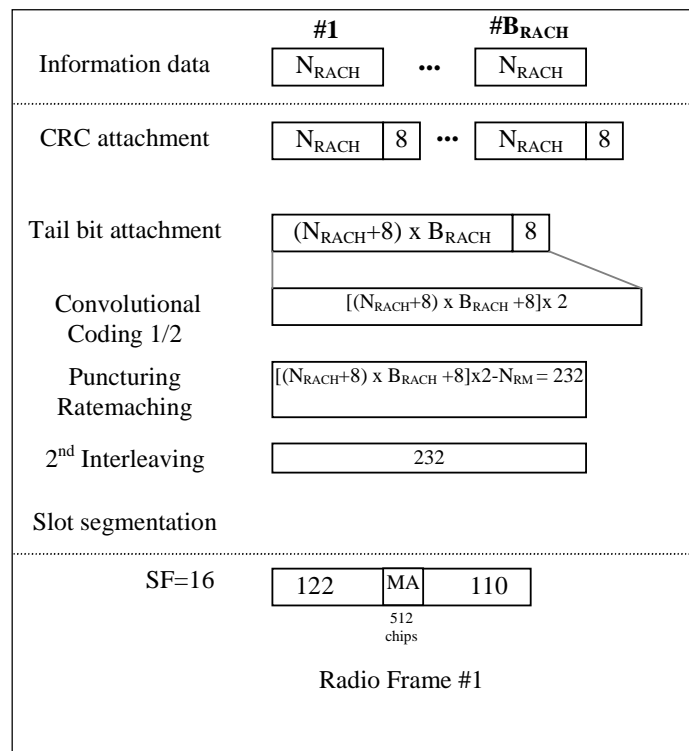 #1 #B_RACH
Information data N_RACH ... N_RACH
CRC attachment N_RACH 8 ... N_RACH 8
Tail bit attachment (N_RACH+8) x B_RACH 8
Convolutional
Coding 1/2
[(N_RACH+8) x B_RACH +8]x 2
Puncturing
Ratemaching
[(N_RACH+8) x B_RACH +8]x2-N_RM = 232
2nd Interleaving 232
Slot segmentation
SF=16 122 MA 110
512
chips
Radio Frame #1